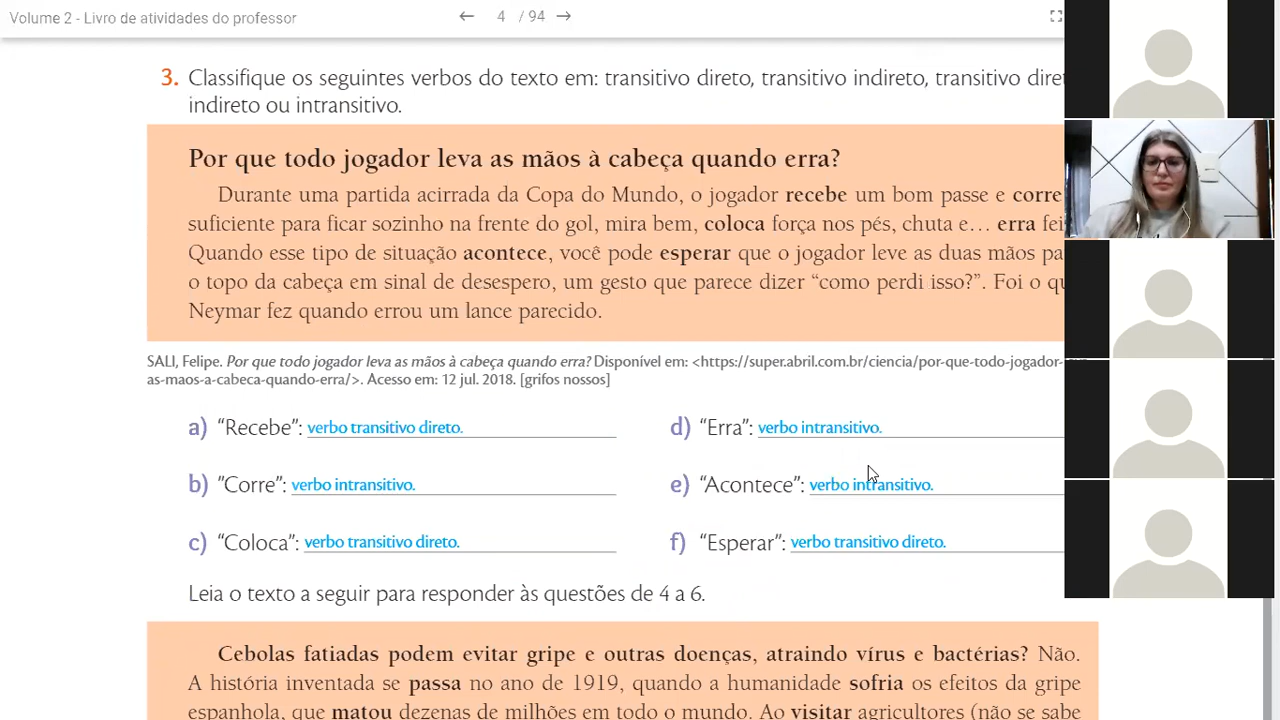 Volume 2 - Livro de atividades do professor
4 / 94
3. Classifique os seguintes verbos do texto em: transitivo direto, transitivo indireto, transitivo
indireto ou intransitivo.
Por que todo jogador leva as mãos à cabeça quando erra?
Durante uma partida acirrada da Copa do Mundo, o jogador recebe um bom passe e corre
suficiente para ficar sozinho na frente do gol, mira bem, coloca força nos pés, chuta e… erra
Quando esse tipo de situação acontece, você pode esperar que o jogador leve as duas mãos
o topo da cabeça em sinal de desespero, um gesto que parece dizer “como perdi isso?”. Foi o
Neymar fez quando errou um lance parecido.
SALI, Felipe. Por que todo jogador leva as mãos à cabeça quando erra? Disponível em: <https://super.abril.com.br/ciencia/por-que-todo-jogador-
as-maos-a-cabeca-quando-erra/>. Acesso em: 12 jul. 2018. [grifos nossos]
a) “Recebe”: verbo transitivo direto.
b) ”Corre”: verbo intransitivo.
c) “Coloca”: verbo transitivo direto.
d) “Erra”: verbo intransitivo.
e) “Acontece”: verbo intransitivo.
f) “Esperar”: verbo transitivo direto.
Leia o texto a seguir para responder às questões de 4 a 6.
Cebolas fatiadas podem evitar gripe e outras doenças, atraindo vírus e bactérias? Não.
A história inventada se passa no ano de 1919, quando a humanidade sofria os efeitos da gripe
espanhola, que matou dezenas de milhões em todo o mundo. Ao visitar agricultores (não se sabe